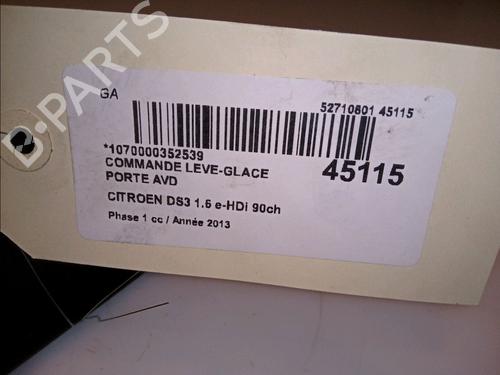 B-PARTS
GA
52710801 45115
*1070000352539
COMMANDE LEVE-GLACE
PORTE AVD
45115
CITROEN DS3 1.6 e-HDi 90ch
Phase 1 cc / Année 2013